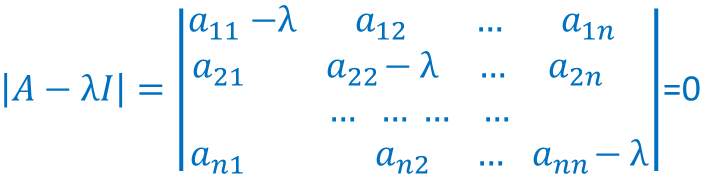 a₁₁ −λ a₁₂ … a₁ₙ
a₂₁ a₂₂ − λ … a₂ₙ
|A − λI| = =0
… … … …
aₙ₁ aₙ₂ … aₙₙ − λ